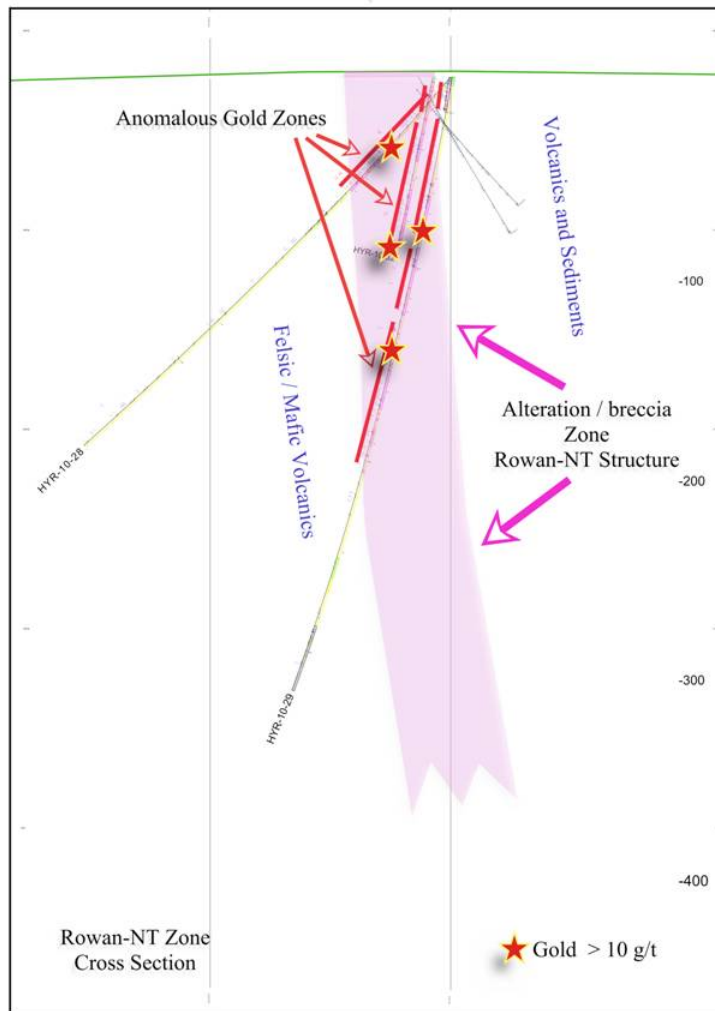 Anomalous Gold Zones
Volcanics and Sediments
-100
Felsic / Mafic Volcanics
Alteration / breccia
Zone
Rowan-NT Structure
HYR-10-28
-200
-300
HYR-10-29
-400
Rowan-NT Zone
Cross Section
Gold > 10 g/t